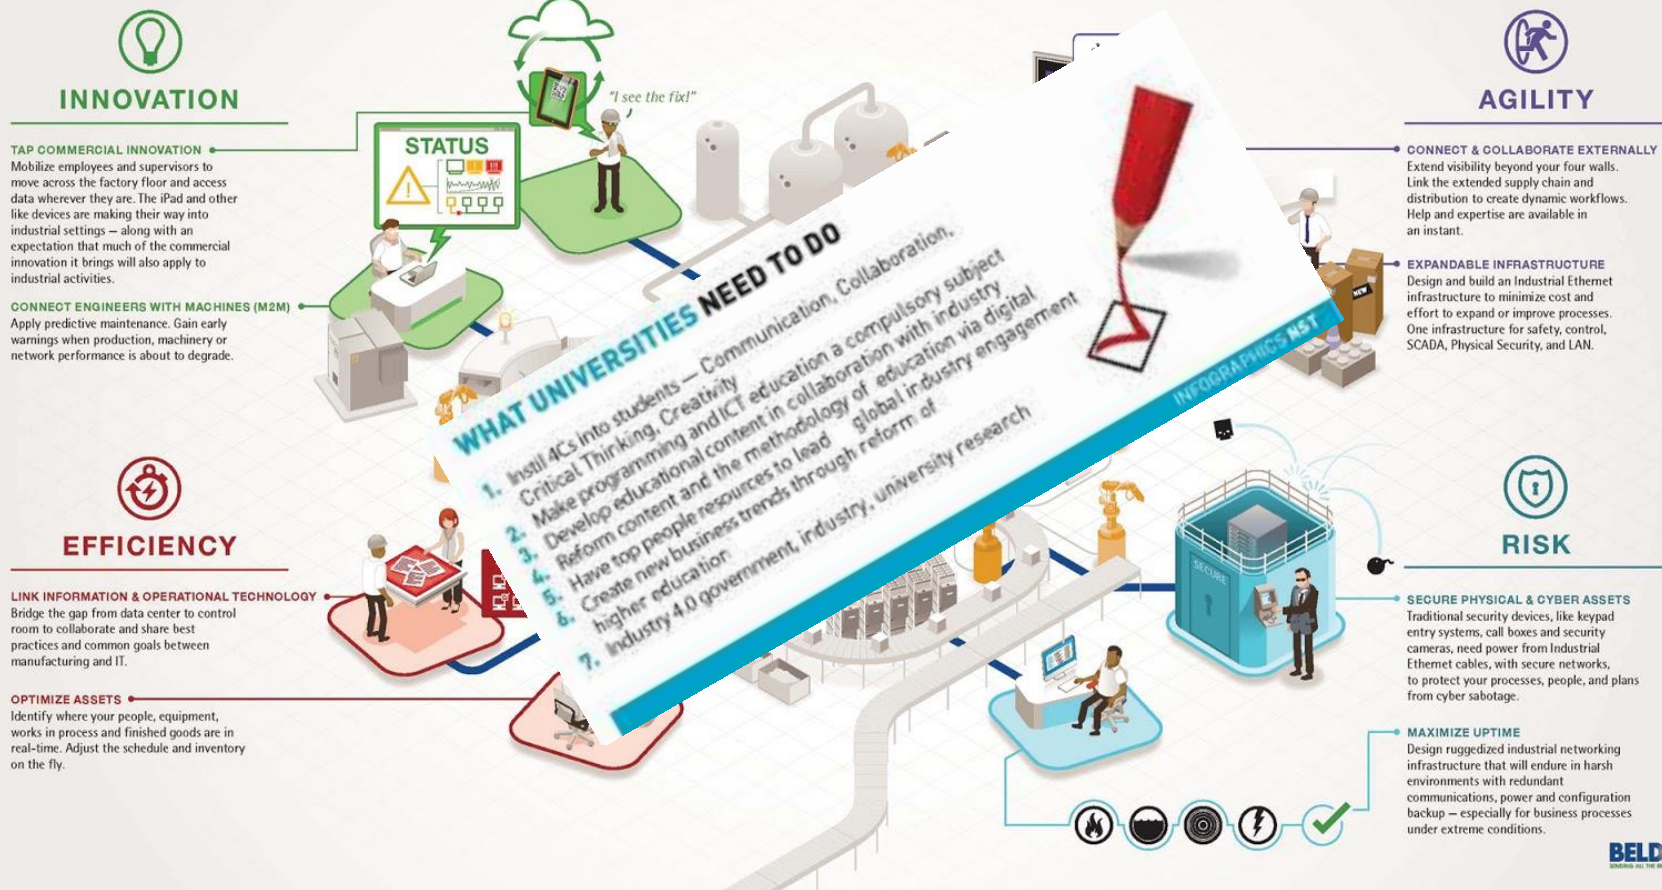 INNOVATION
TAP COMMERCIAL INNOVATION
Mobilize employees and supervisors to
move across the factory floor and access
data wherever they are. The iPad and other
like devices are making their way into
industrial settings — along with an
expectation that much of the commercial
innovation it brings will also apply to
industrial activities.
CONNECT ENGINEERS WITH MACHINES (M2M)
Apply predictive maintenance. Gain early
warnings when production, machinery or
network performance is about to degrade.
STATUS
"I see the fix!"
AGILITY
CONNECT & COLLABORATE EXTERNALLY
Extend visibility beyond your four walls.
Link the extended supply chain and
distribution to create dynamic workflows.
Help and expertise are available in
an instant.
EXPANDABLE INFRASTRUCTURE
Design and build an Industrial Ethernet
infrastructure to minimize cost and
effort to expand or improve processes.
One infrastructure for safety, control,
SCADA, Physical Security, and LAN.
NEW
WHAT UNIVERSITIES NEED TO DO
1. Instil 4Cs into students — Communication, Collaboration,
Critical Thinking, Creativity
2. Make programming and ICT education a compulsory subject
3. Develop educational content in collaboration with industry
4. Reform content and the methodology of education via digital
5. Have top people resources to lead global industry engagement
6. Create new business trends through reform of
higher education
7. Industry 4.0 government, industry, university research
INFOGRAPHICS NST
EFFICIENCY
LINK INFORMATION & OPERATIONAL TECHNOLOGY
Bridge the gap from data center to control
room to collaborate and share best
practices and common goals between
manufacturing and IT.
OPTIMIZE ASSETS
Identify where your people, equipment,
works in process and finished goods are in
real-time. Adjust the schedule and inventory
on the fly.
RISK
SECURE
SECURE PHYSICAL & CYBER ASSETS
Traditional security devices, like keypad
entry systems, call boxes and security
cameras, need power from Industrial
Ethernet cables, with secure networks,
to protect your processes, people, and plans
from cyber sabotage.
MAXIMIZE UPTIME
Design ruggedized industrial networking
infrastructure that will endure in harsh
environments with redundant
communications, power and configuration
backup — especially for business processes
under extreme conditions.
BELD